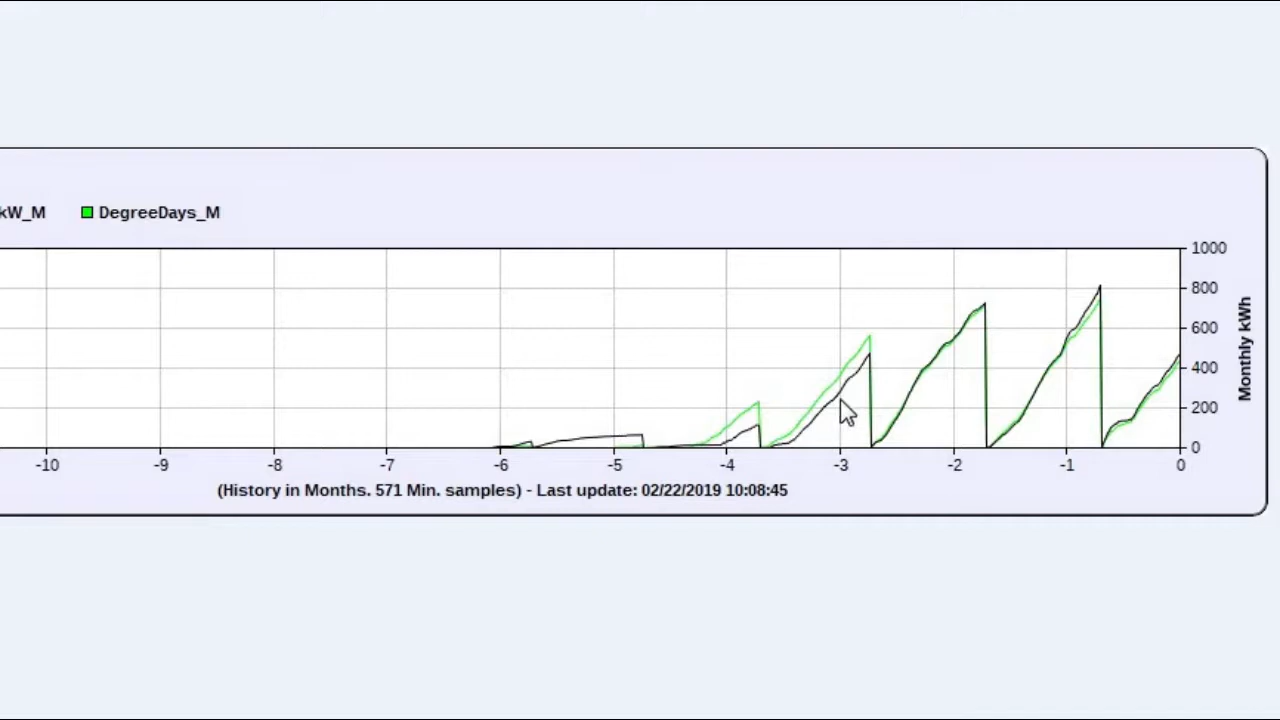 kW_M DegreeDays_M
1000
800
600
400
200
0
Monthly kWh
-10 -9 -8 -7 -6 -5 -4 -3 -2 -1 0
(History in Months. 571 Min. samples) - Last update: 02/22/2019 10:08:45